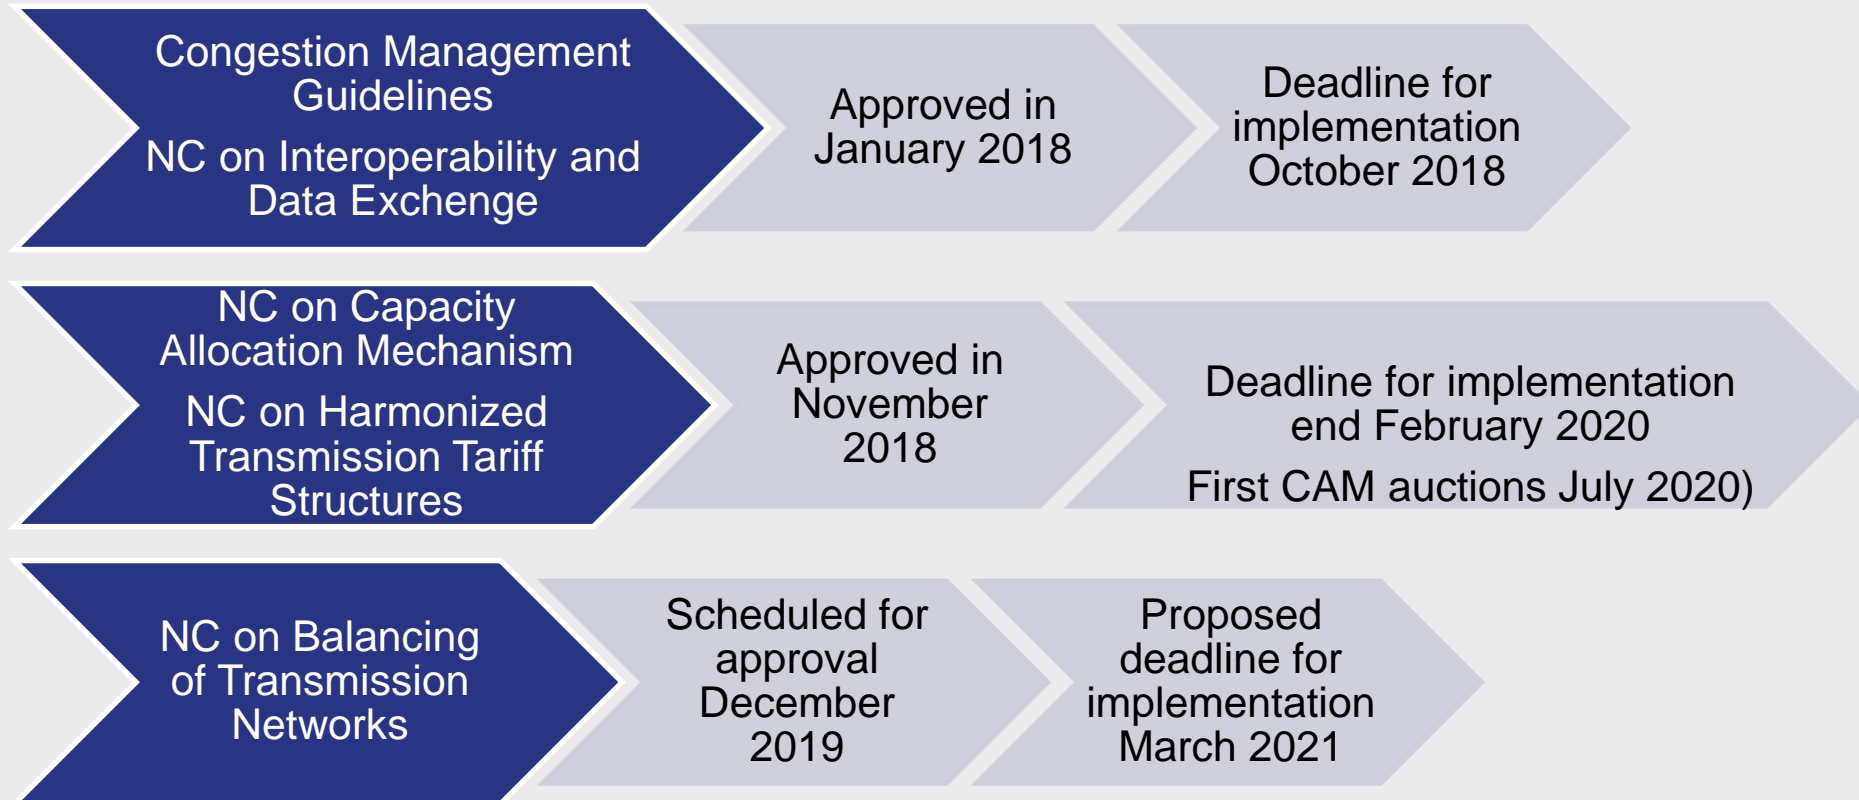 Congestion Management
Guidelines
NC on Interoperability and
Data Exchenge
Approved in
January 2018
Deadline for
implementation
October 2018
NC on Capacity
Allocation Mechanism
NC on Harmonized
Transmission Tariff
Structures
Approved in
November
2018
Deadline for implementation
end February 2020
First CAM auctions July 2020)
NC on Balancing
of Transmission
Networks
Scheduled for
approval
December
2019
Proposed
deadline for
implementation
March 2021